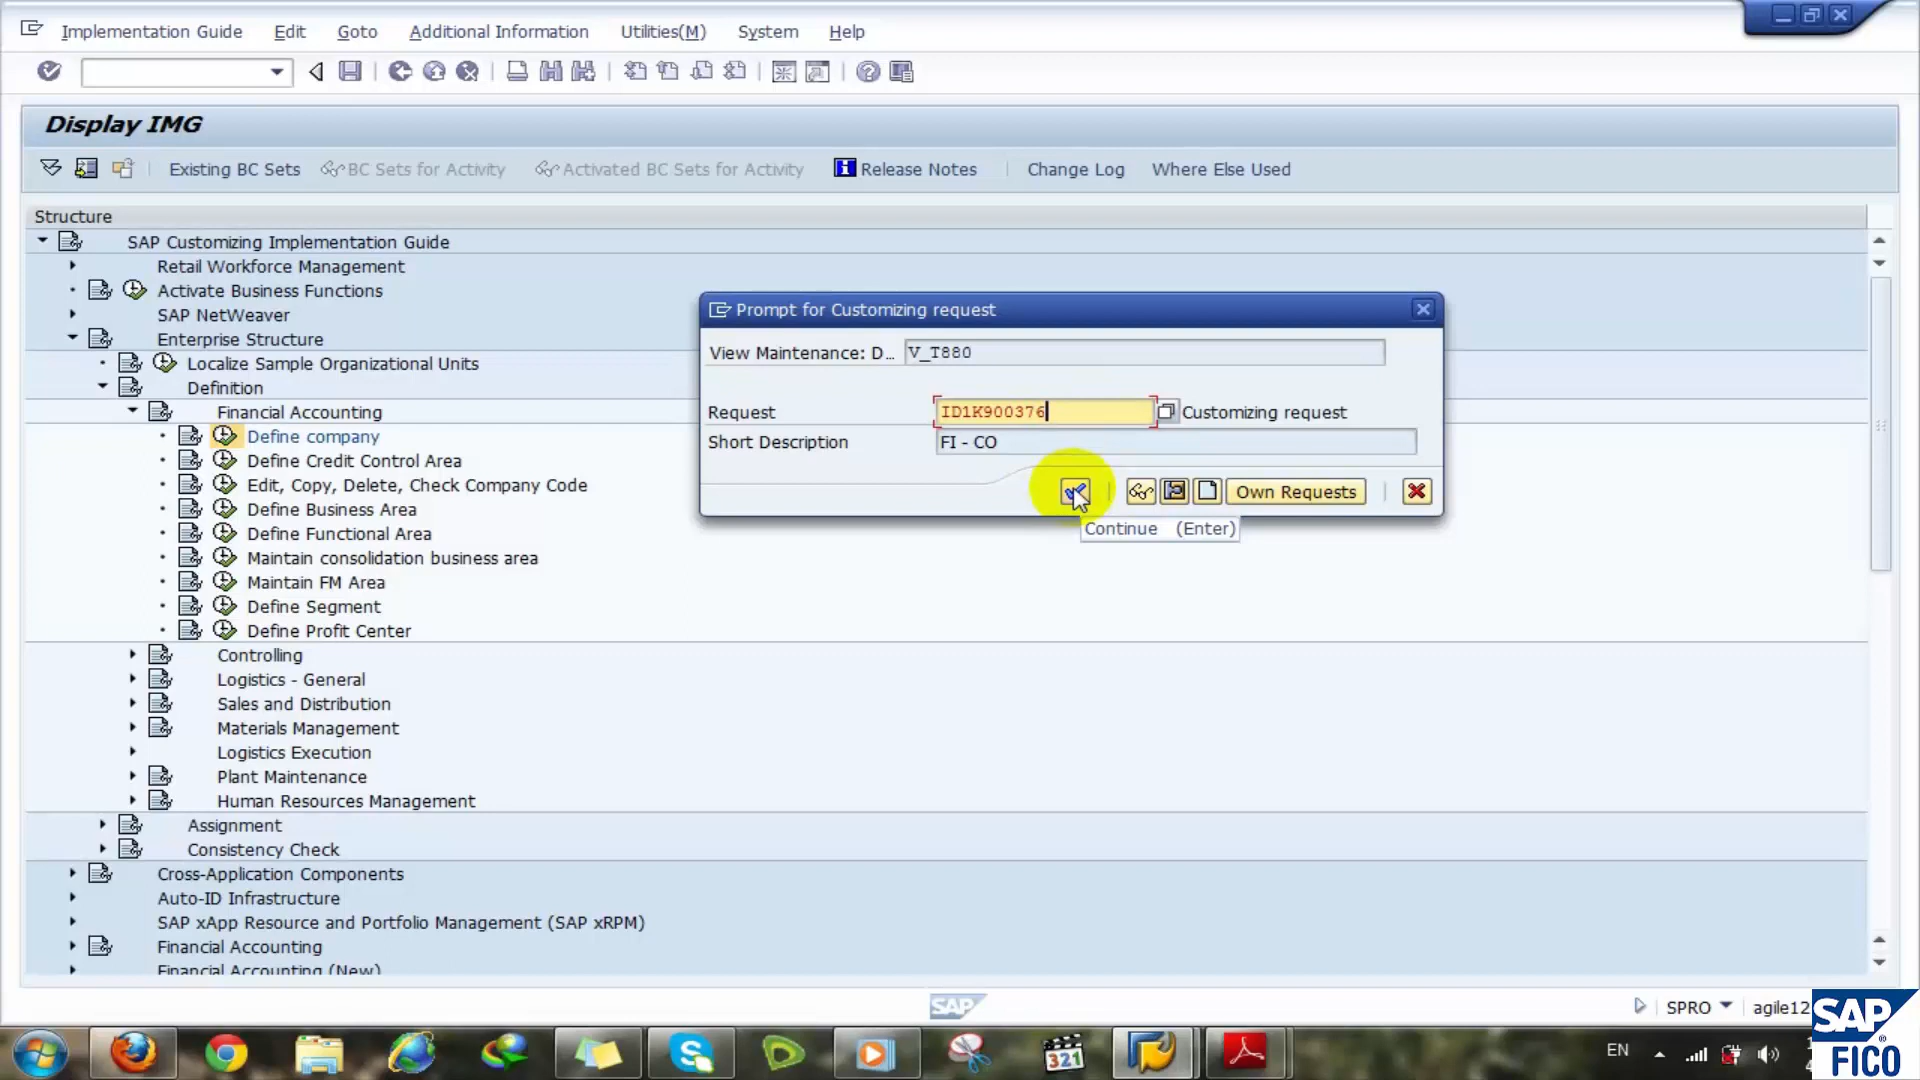 Implementation Guide Edit Goto Additional Information Utilities(M) System Help
Display IMG
Existing BC Sets BC Sets for Activity Activated BC Sets for Activity Release Notes Change Log Where Else Used
Structure
SAP Customizing Implementation Guide
Retail Workforce Management
Activate Business Functions
SAP NetWeaver
Enterprise Structure
Localize Sample Organizational Units
Definition
Financial Accounting
Define company
Define Credit Control Area
Edit, Copy, Delete, Check Company Code
Define Business Area
Define Functional Area
Maintain consolidation business area
Maintain FM Area
Define Segment
Define Profit Center
Controlling
Logistics - General
Sales and Distribution
Materials Management
Logistics Execution
Plant Maintenance
Human Resources Management
Assignment
Consistency Check
Cross-Application Components
Auto-ID Infrastructure
SAP xApp Resource and Portfolio Management (SAP xRPM)
Financial Accounting
Financial Accounting (New)
Prompt for Customizing request
View Maintenance: D... V_T880
Request ID1K900376 Customizing request
Short Description FI - CO
Own Requests
Continue (Enter)
SAP
SPRO agile12
321
EN
SAP
FICO